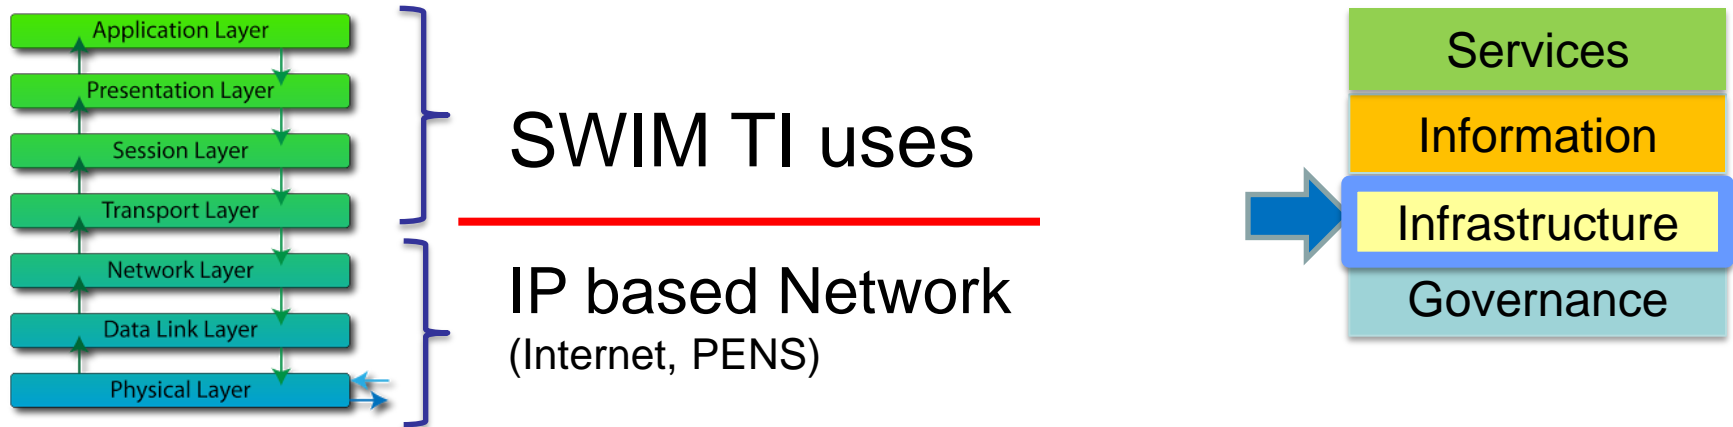 Application Layer
Presentation Layer
Session Layer
Transport Layer
Network Layer
Data Link Layer
Physical Layer
SWIM TI uses
IP based Network
(Internet, PENS)
Services
Information
Infrastructure
Governance